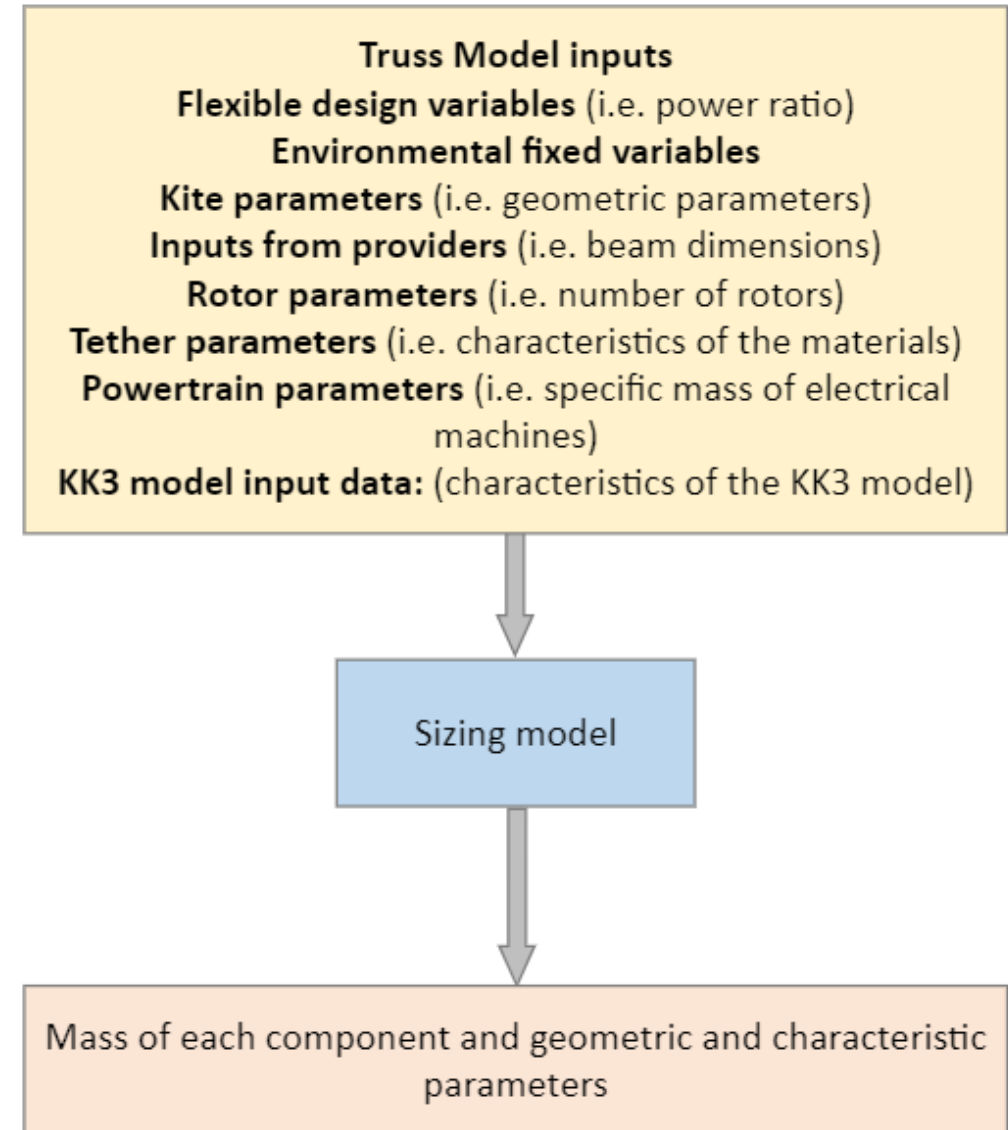 Truss Model inputs
Flexible design variables (i.e. power ratio)
Environmental fixed variables
Kite parameters (i.e. geometric parameters)
Inputs from providers (i.e. beam dimensions)
Rotor parameters (i.e. number of rotors)
Tether parameters (i.e. characteristics of the materials)
Powertrain parameters (i.e. specific mass of electrical
machines)
KK3 model input data: (characteristics of the KK3 model)
Sizing model
Mass of each component and geometric and characteristic
parameters